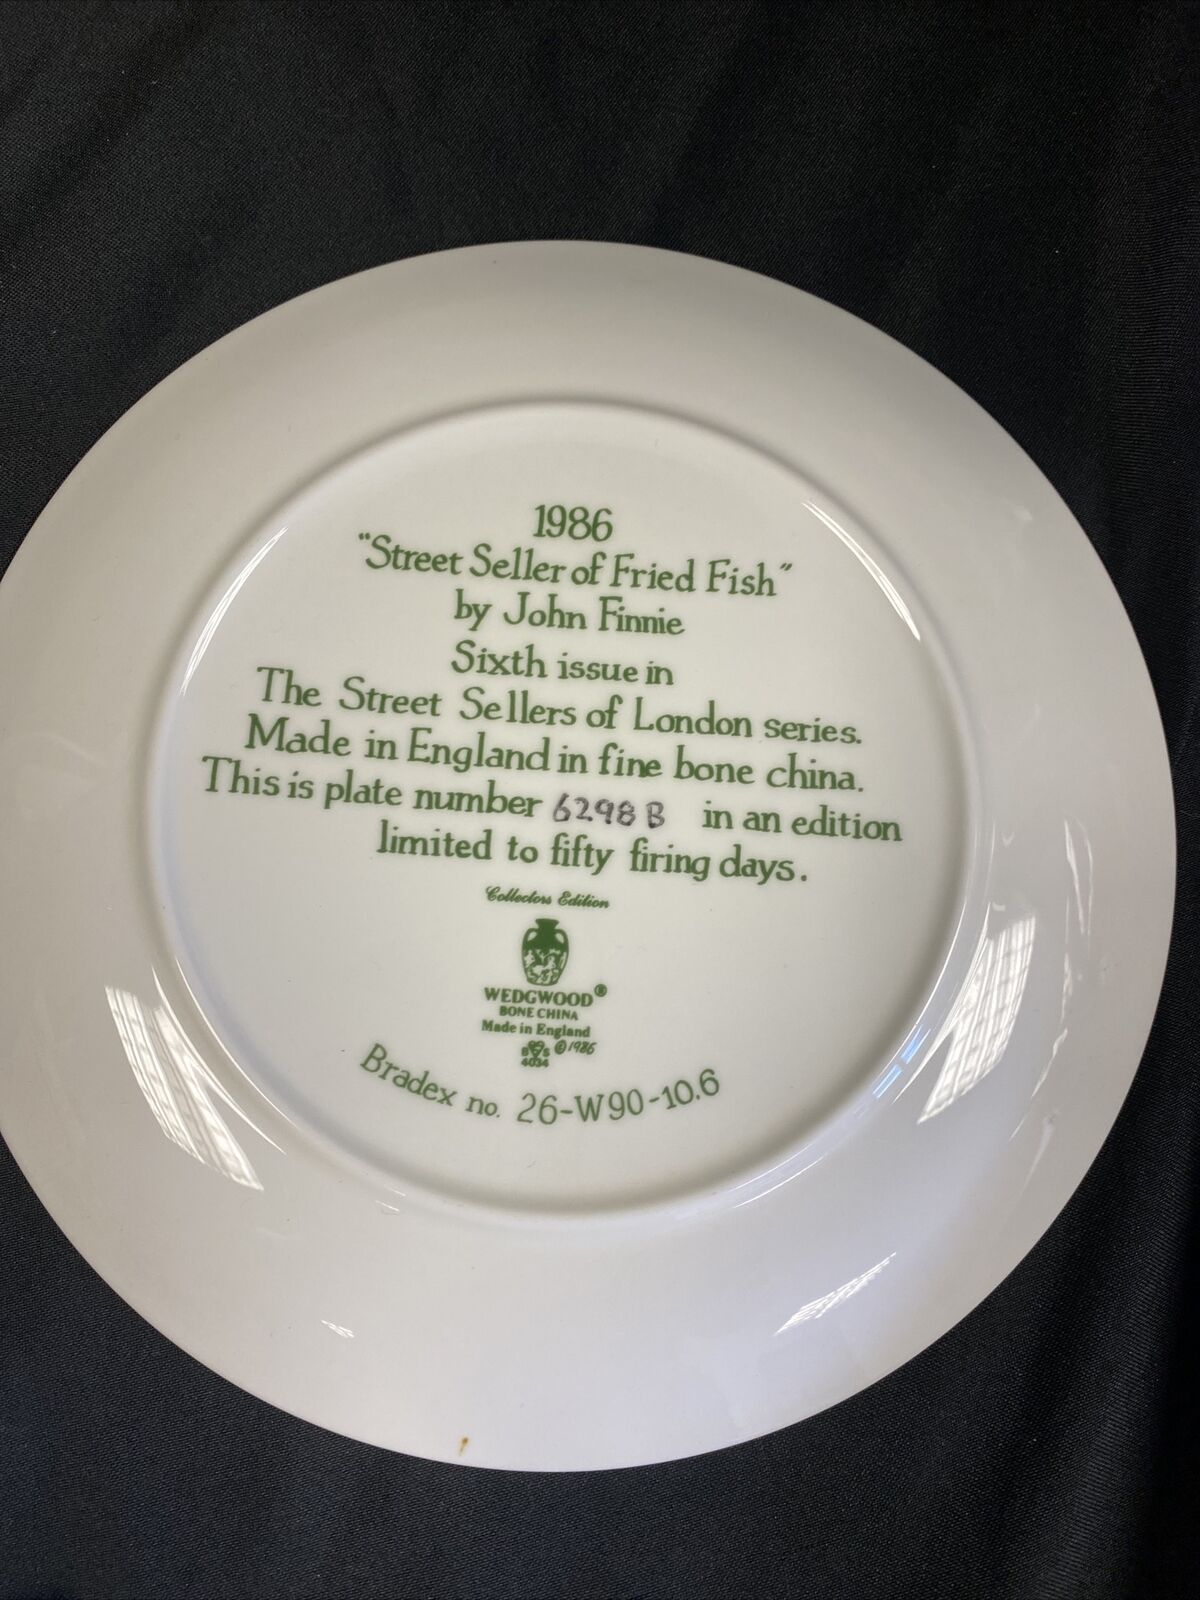 1986
"Street Seller of Fried Fish"
by John Finnie
Sixth issue in
The Street Sellers of London series.
Made in England in fine bone china.
This is plate number 6298B in an edition
limited to fifty firing days.
Collectors Edition
WEDGWOOD®
BONE CHINA
Made in England
© 1986
4034
Bradex no. 26-W90-10.6